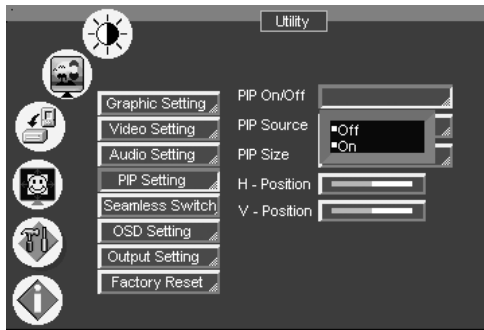 Utility
Graphic Setting
Video Setting
Audio Setting
PIP Setting
Seamless Switch
OSD Setting
Output Setting
Factory Reset
PIP On/Off
PIP Source
PIP Size
H - Position
V - Position
Off
On